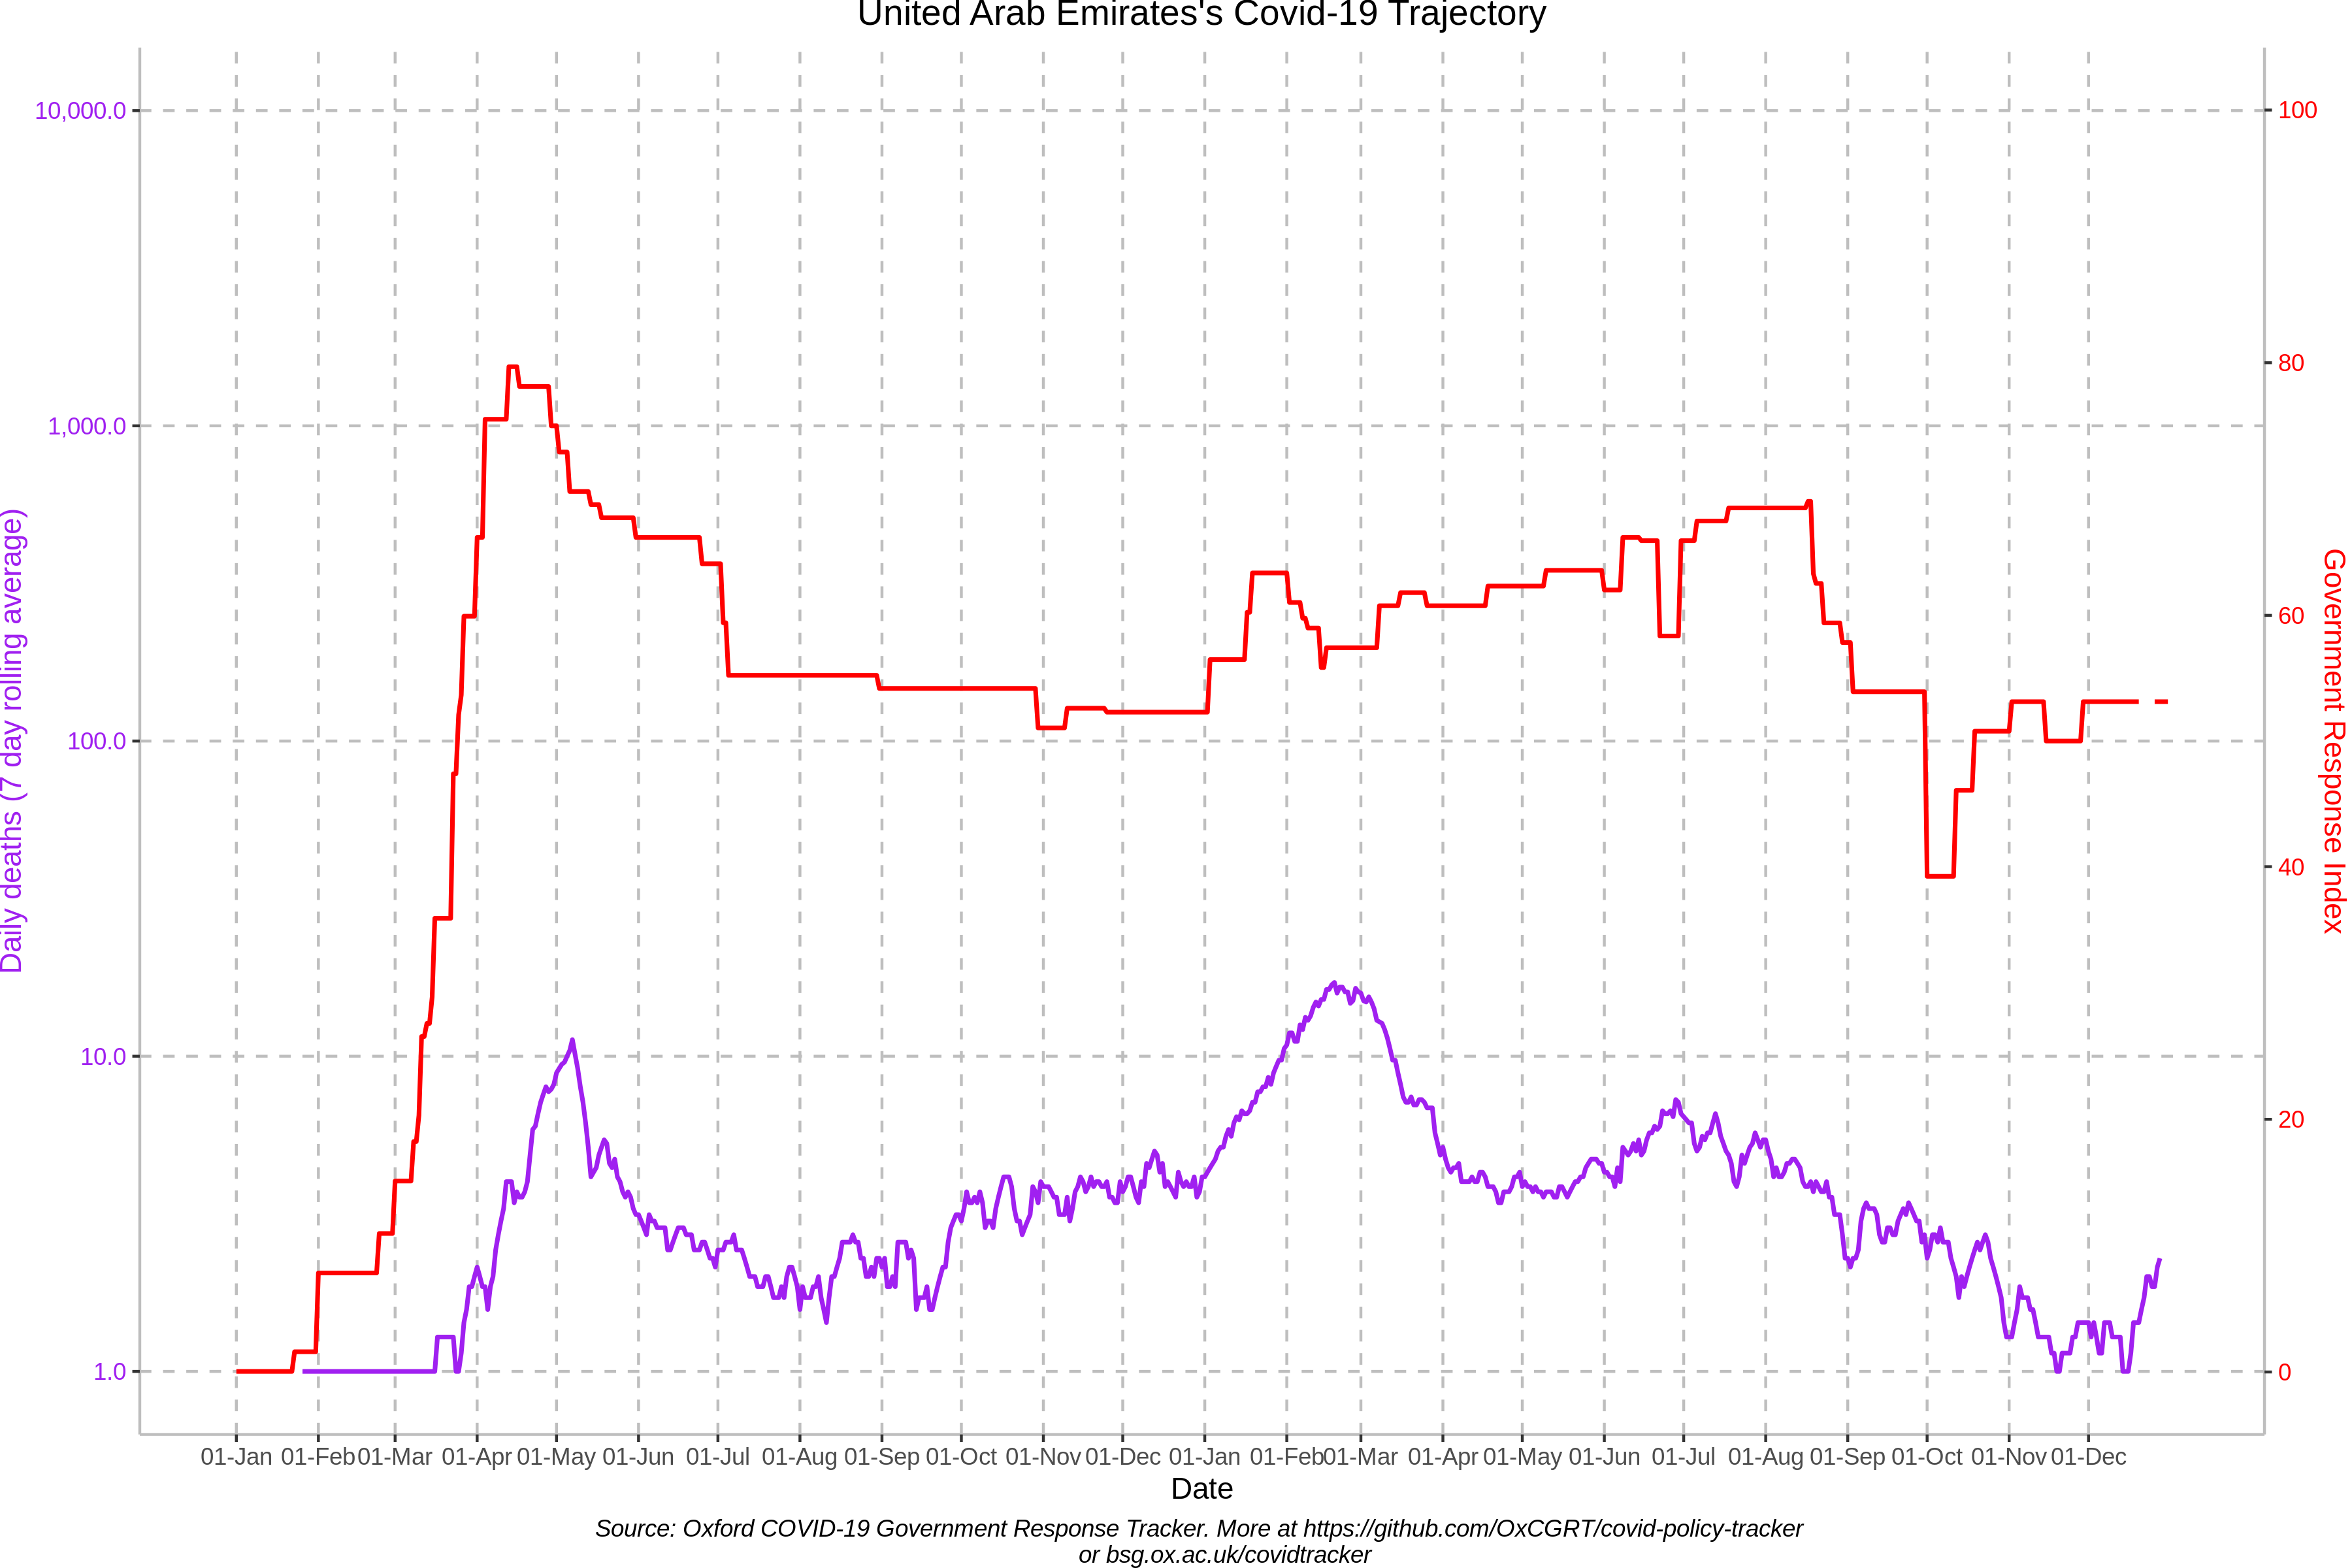 United Arab Emirates's Covid-19 Trajectory
10,000.0
1,000.0
100.0
10.0
1.0
Daily deaths (7 day rolling average)
100
80
60
40
20
0
Government Response Index
01-Jan 01-Feb 01-Mar 01-Apr 01-May 01-Jun 01-Jul 01-Aug 01-Sep 01-Oct 01-Nov 01-Dec 01-Jan 01-Feb 01-Mar 01-Apr 01-May 01-Jun 01-Jul 01-Aug 01-Sep 01-Oct 01-Nov 01-Dec
Date
Source: Oxford COVID-19 Government Response Tracker. More at https://github.com/OxCGRT/covid-policy-tracker
or bsg.ox.ac.uk/covidtracker